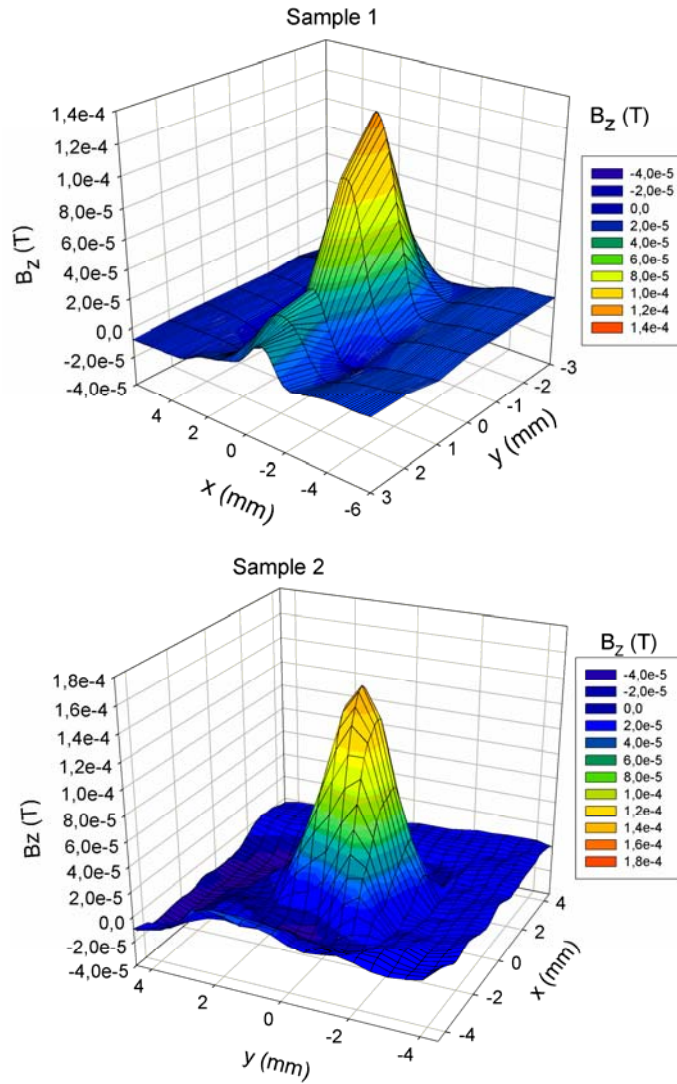 Sample 1
B_z (T)
1,4e-4
1,2e-4
1,0e-4
8,0e-5
6,0e-5
4,0e-5
2,0e-5
0,0
-2,0e-5
-4,0e-5
B_z (T)
-4,0e-5
-2,0e-5
0,0
2,0e-5
4,0e-5
6,0e-5
8,0e-5
1,0e-4
1,2e-4
1,4e-4
4
2
0
-2
-4
-6
x (mm)
3
2
1
0
-1
-2
-3
y (mm)
Sample 2
Bz (T)
1,8e-4
1,6e-4
1,4e-4
1,2e-4
1,0e-4
8,0e-5
6,0e-5
4,0e-5
2,0e-5
0,0
-2,0e-5
-4,0e-5
B_z (T)
-4,0e-5
-2,0e-5
0,0
2,0e-5
4,0e-5
6,0e-5
8,0e-5
1,0e-4
1,2e-4
1,4e-4
1,6e-4
1,8e-4
4
2
0
-2
-4
y (mm)
-4
-2
0
2
4
x (mm)